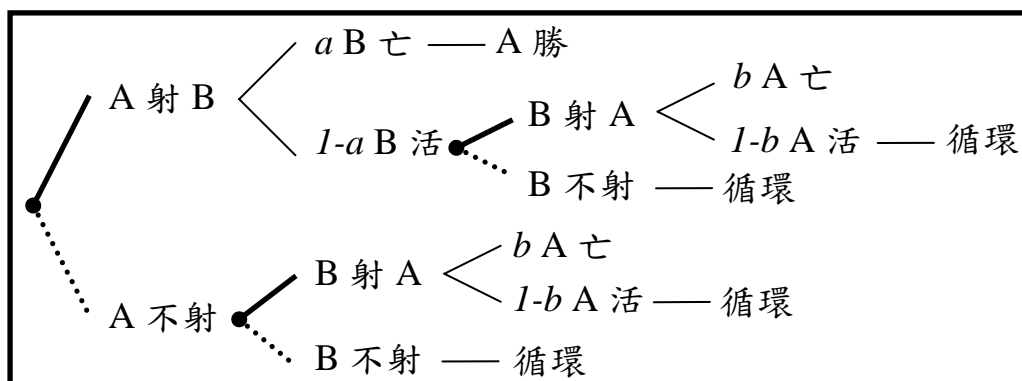 a B 亡 A 勝
A 射 B
b A 亡
B 射 A
1-a B 活
1-b A 活 循環
B 不射 循環
b A 亡
B 射 A
1-b A 活 循環
A 不射
B 不射 循環